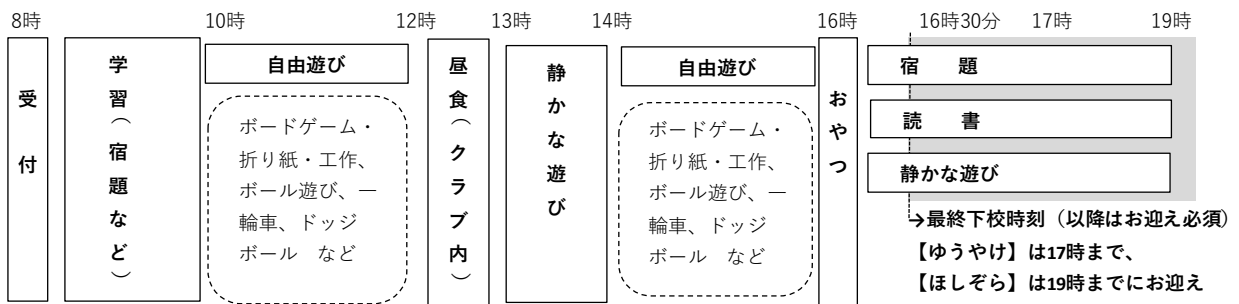 8時
10時
12時
13時
14時
16時
16時30分
17時
19時
受付
学習（宿題など）
自由遊び
ボードゲーム・
折り紙・工作、
ボール遊び、一
輪車、ドッジ
ボール　など
昼食（クラブ内）
静かな遊び
自由遊び
ボードゲーム・
折り紙・工作、
ボール遊び、一
輪車、ドッジ
ボール　など
おやつ
宿　題
読　書
静かな遊び
→最終下校時刻（以降はお迎え必須）
【ゆうやけ】は17時まで、
【ほしぞら】は19時までにお迎え